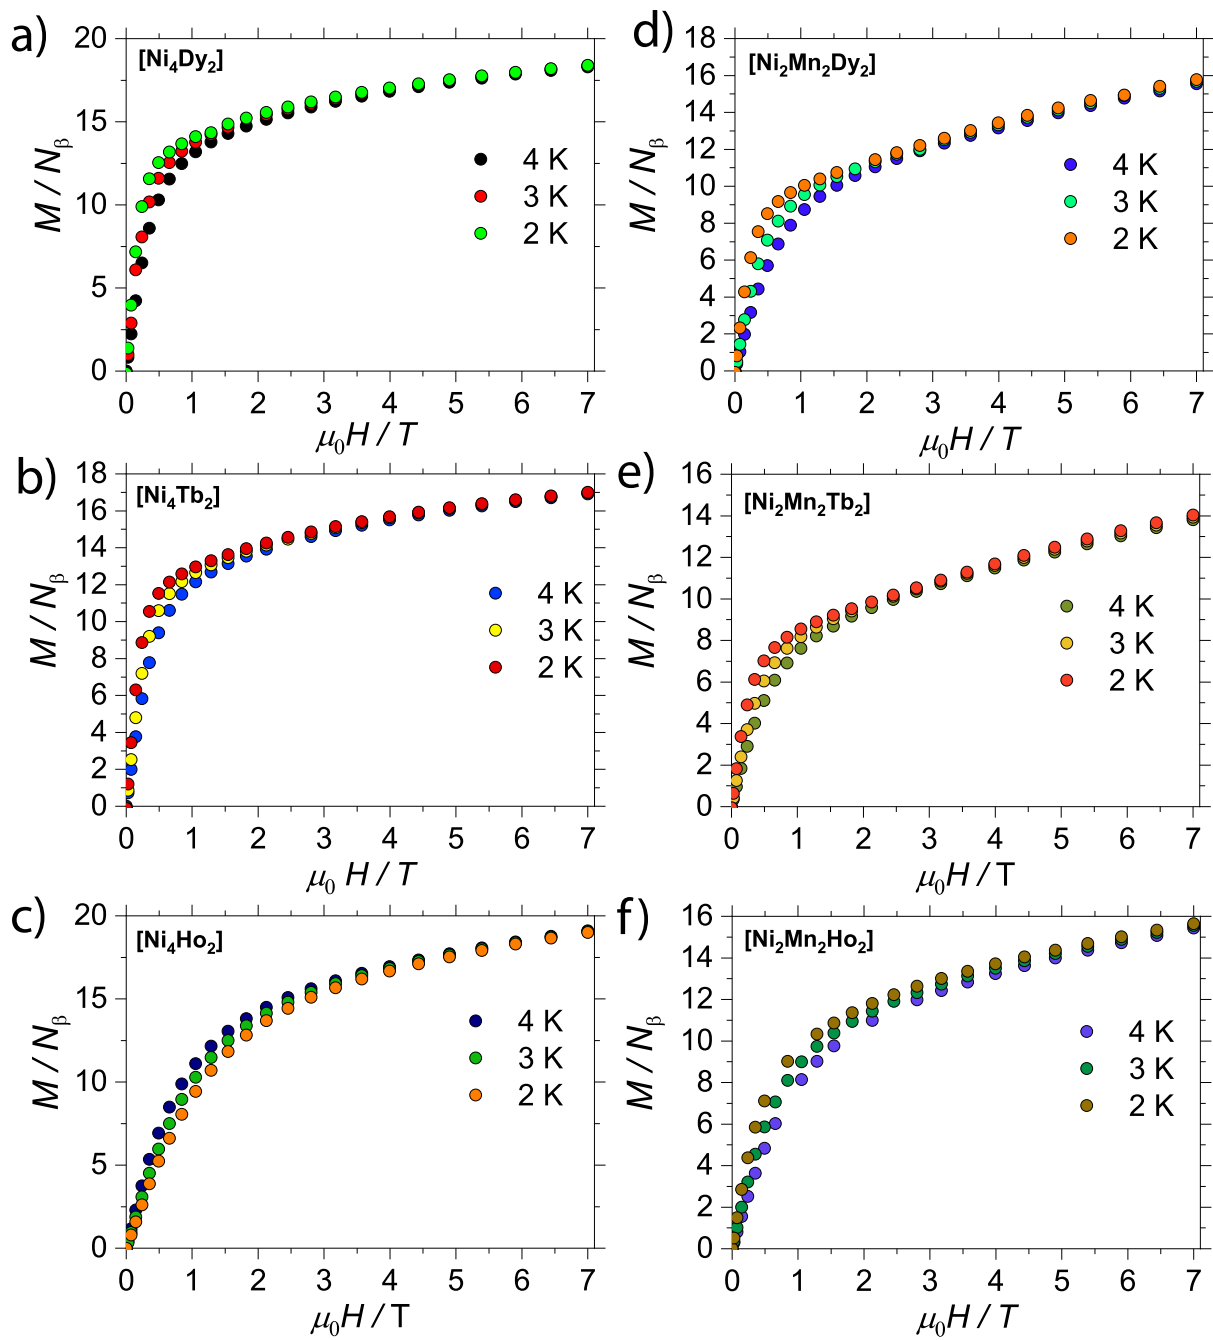 a)
[Ni₄Dy₂]
M / Nᵦ
20
15
10
5
0
4 K
3 K
2 K
0 1 2 3 4 5 6 7
μ₀H / T
d)
[Ni₂Mn₂Dy₂]
M / Nᵦ
18
16
14
12
10
8
6
4
2
0
4 K
3 K
2 K
0 1 2 3 4 5 6 7
μ₀H / T
b)
[Ni₄Tb₂]
M / Nᵦ
18
16
14
12
10
8
6
4
2
0
4 K
3 K
2 K
0 1 2 3 4 5 6 7
μ₀ H / T
e)
[Ni₂Mn₂Tb₂]
M / Nᵦ
16
14
12
10
8
6
4
2
0
4 K
3 K
2 K
0 1 2 3 4 5 6 7
μ₀H / T
c)
[Ni₄Ho₂]
M / Nᵦ
20
15
10
5
0
4 K
3 K
2 K
0 1 2 3 4 5 6 7
μ₀H / T
f)
[Ni₂Mn₂Ho₂]
M / Nᵦ
16
14
12
10
8
6
4
2
0
4 K
3 K
2 K
0 1 2 3 4 5 6 7
μ₀H / T